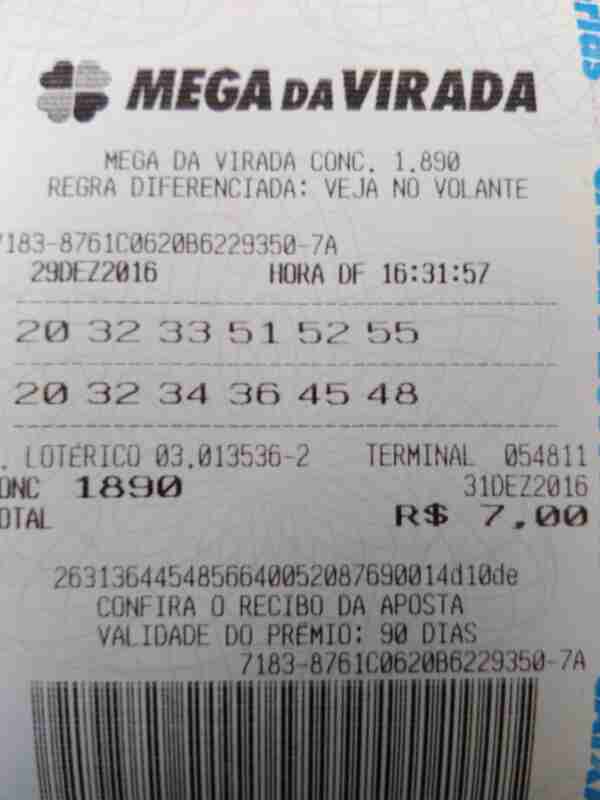 MEGA DA VIRADA
MEGA DA VIRADA CONC. 1.890
REGRA DIFERENCIADA: VEJA NO VOLANTE
7183-8761C0620B6229350-7A
29DEZ2016 HORA DF 16:31:57
20 32 33 51 52 55
20 32 34 36 45 48
. LOTÉRICO 03.013536-2 TERMINAL 054811
ONC 1890 31DEZ2016
OTAL R$ 7,00
2631364454856640052087690014d10de
CONFIRA O RECIBO DA APOSTA
VALIDADE DO PRÊMIO: 90 DIAS
7183-8761C0620B6229350-7A